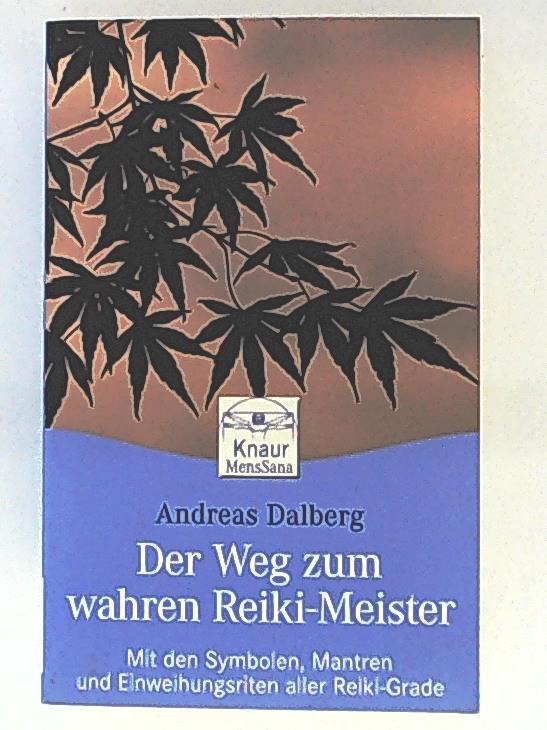 Knaur
MensSana
Andreas Dalberg
Der Weg zum
wahren Reiki-Meister
Mit den Symbolen, Mantren
und Einweihungsriten aller Reiki-Grade